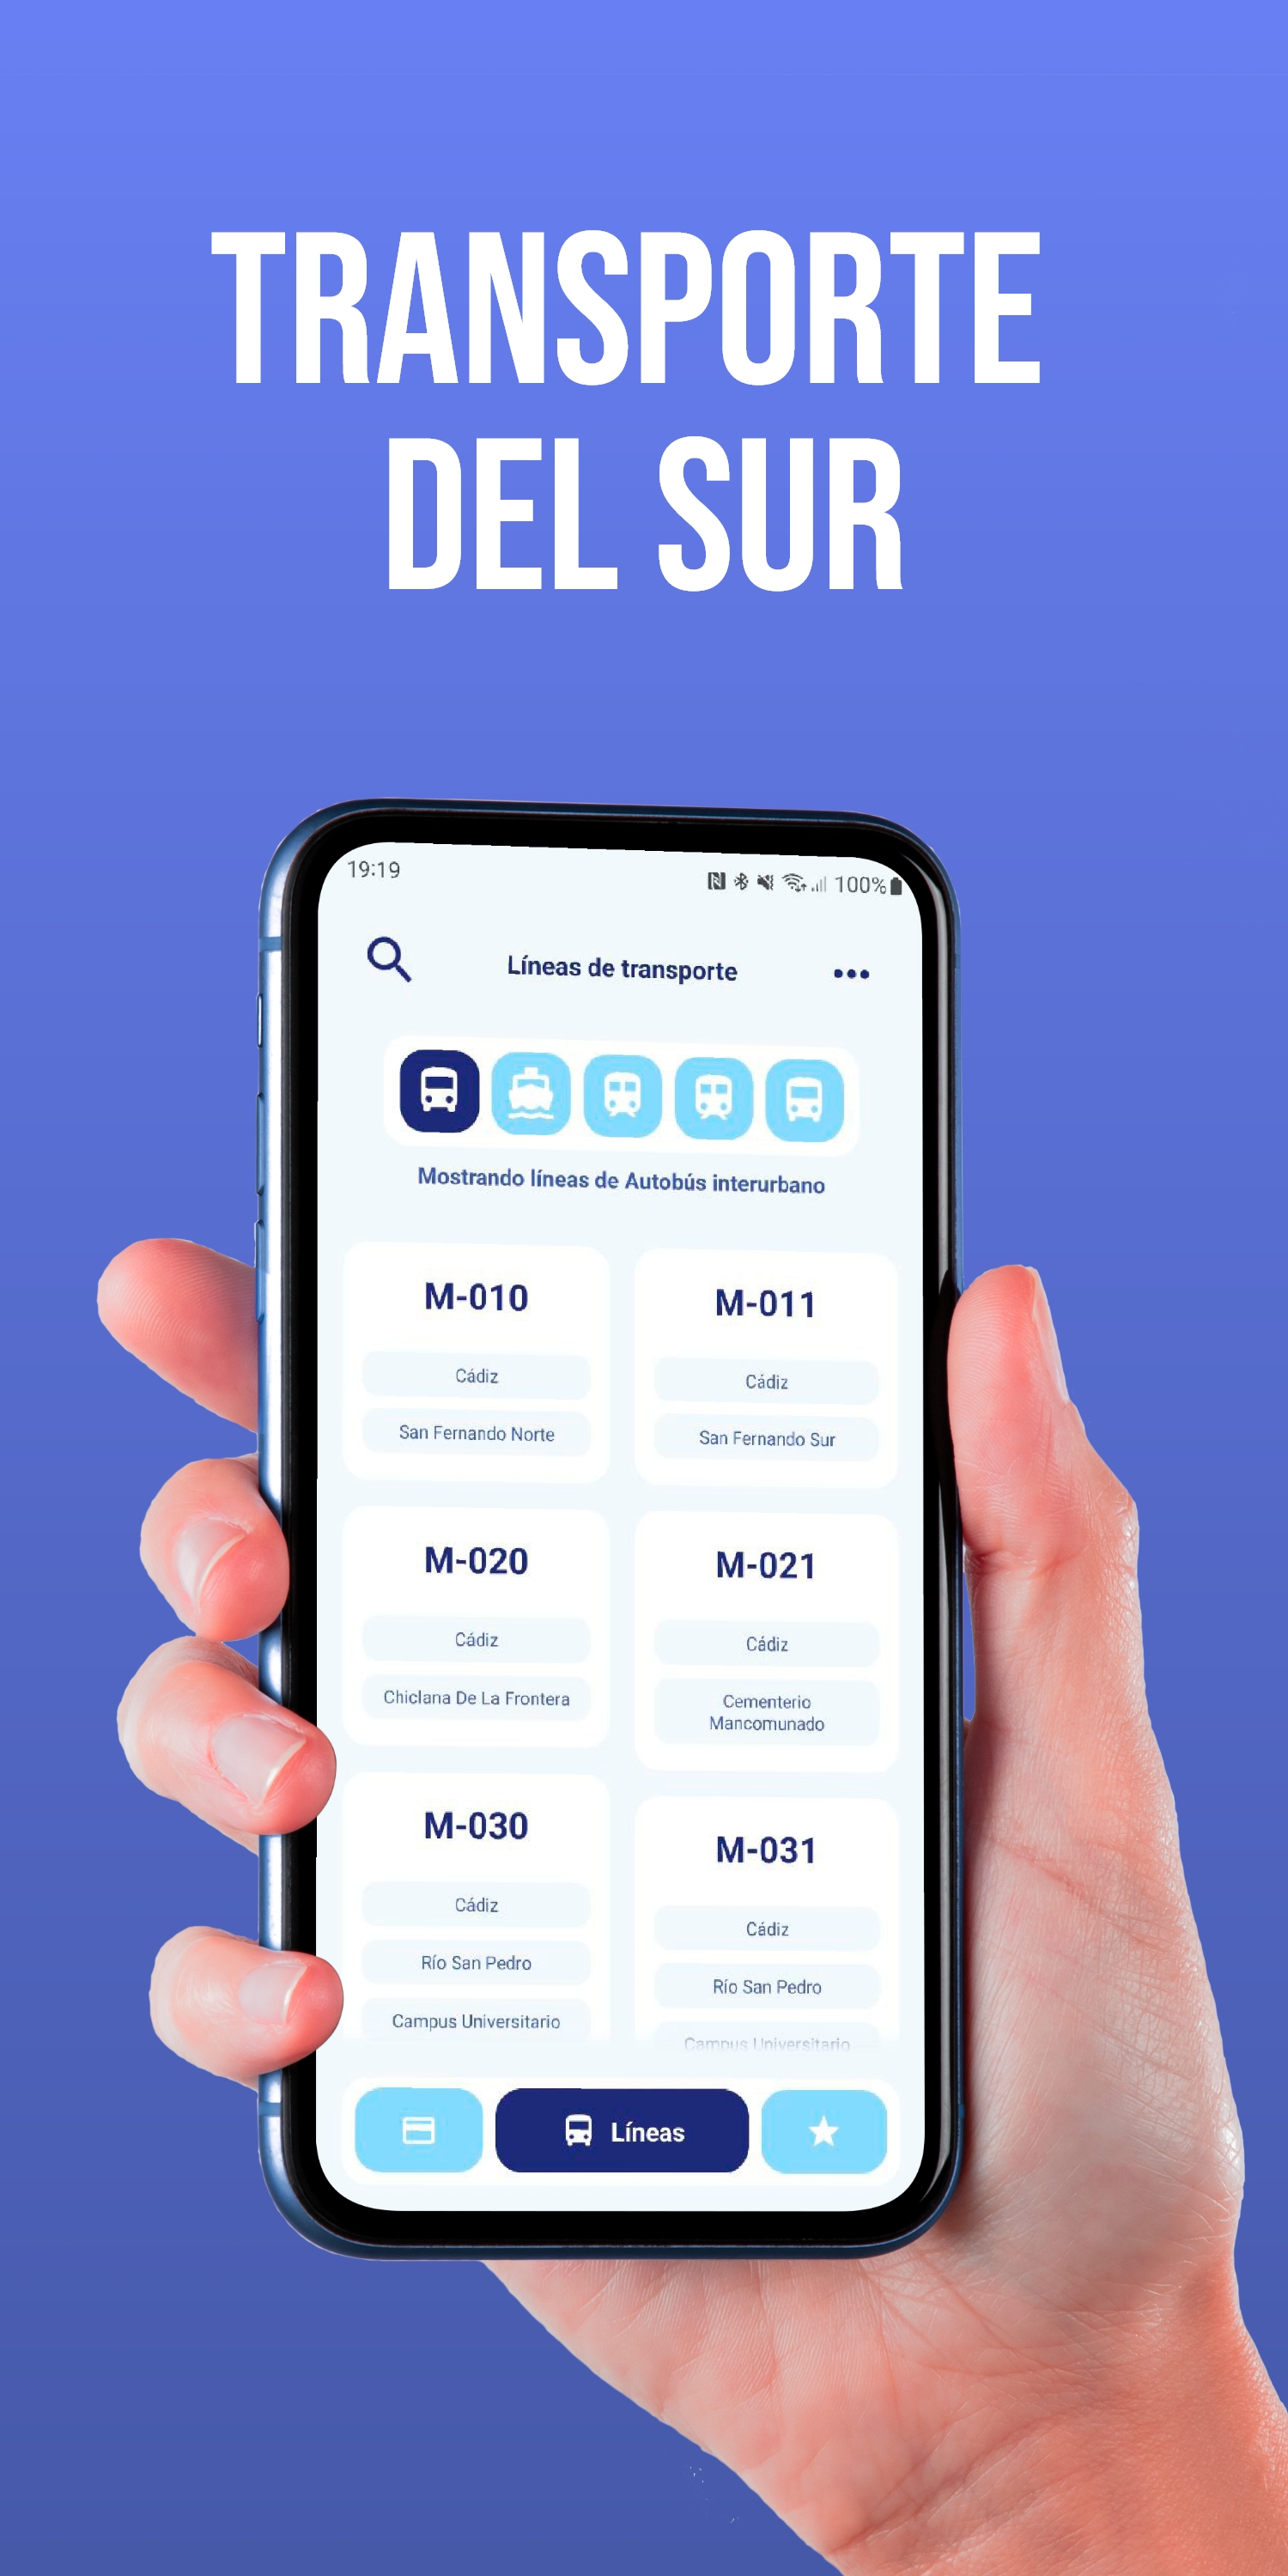 TRANSPORTE
DEL SUR
19:19
100%
Líneas de transporte
Mostrando líneas de Autobús interurbano
M-010
Cádiz
San Fernando Norte
M-011
Cádiz
San Fernando Sur
M-020
Cádiz
Chiclana De La Frontera
M-021
Cádiz
Cementerio
Mancomunado
M-030
Cádiz
Río San Pedro
Campus Universitario
M-031
Cádiz
Río San Pedro
Campus Universitario
Líneas